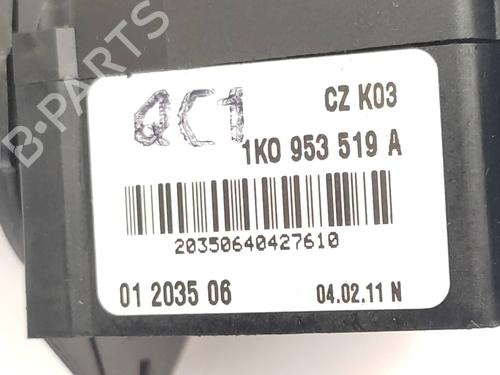 B-PARTS
QC1
CZ K03
1K0 953 519 A
20350640427610
01 2035 06
04.02.11 N